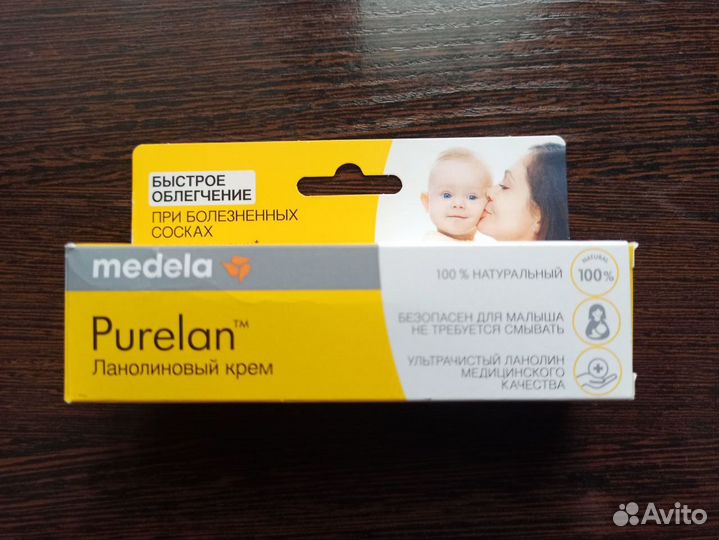 БЫСТРОЕ
ОБЛЕГЧЕНИЕ
ПРИ БОЛЕЗНЕННЫХ
СОСКАХ
medela
Purelan™
Ланолиновый крем
100 % НАТУРАЛЬНЫЙ
NATURAL
100%
БЕЗОПАСЕН ДЛЯ МАЛЫША
НЕ ТРЕБУЕТСЯ СМЫВАТЬ
УЛЬТРАЧИСТЫЙ ЛАНОЛИН
МЕДИЦИНСКОГО
КАЧЕСТВА
Avito